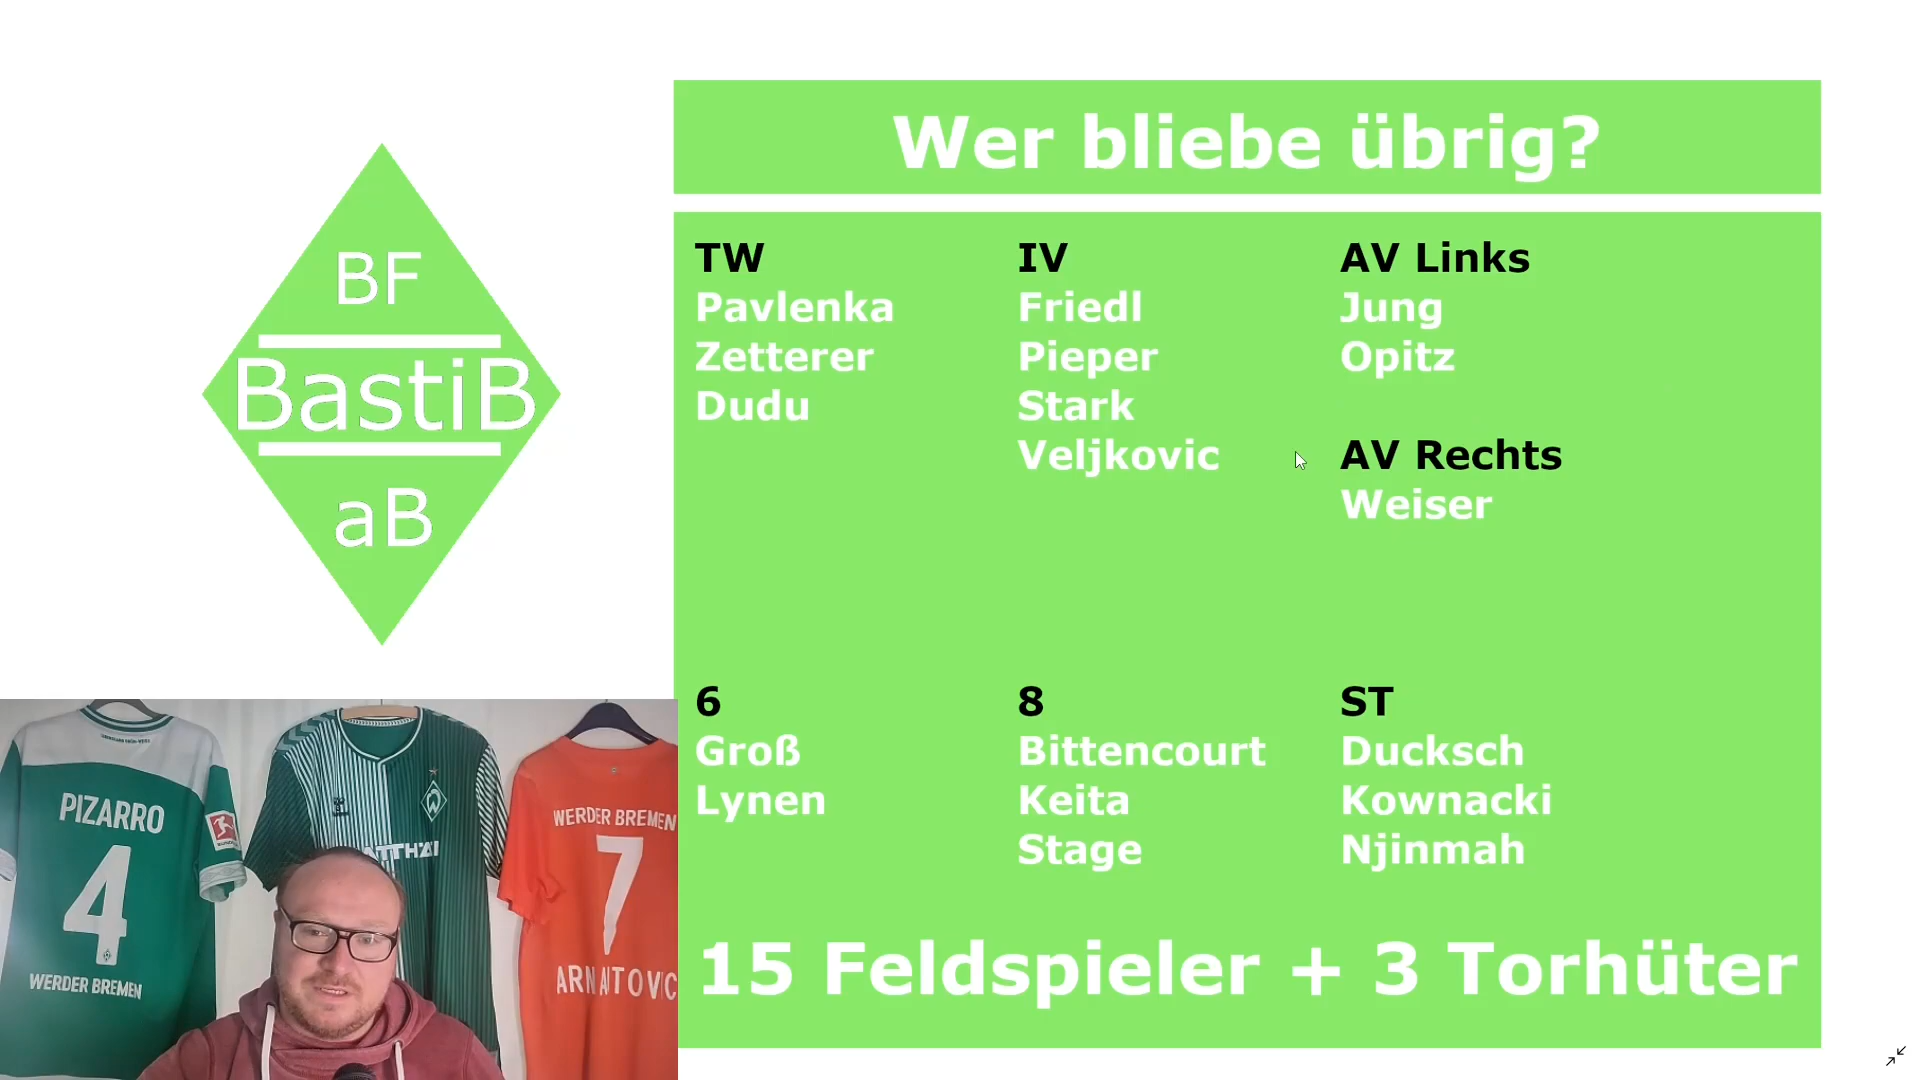 Wer bliebe übrig?
BF
BastiB
aB
TW
Pavlenka
Zetterer
Dudu
IV
Friedl
Pieper
Stark
Veljkovic
AV Links
Jung
Opitz
AV Rechts
Weiser
6
Groß
Lynen
8
Bittencourt
Keita
Stage
ST
Ducksch
Kownacki
Njinmah
15 Feldspieler + 3 Torhüter
PIZARRO
4
WERDER BREMEN
WERDER BREMEN
7
ARNAUTOVIC